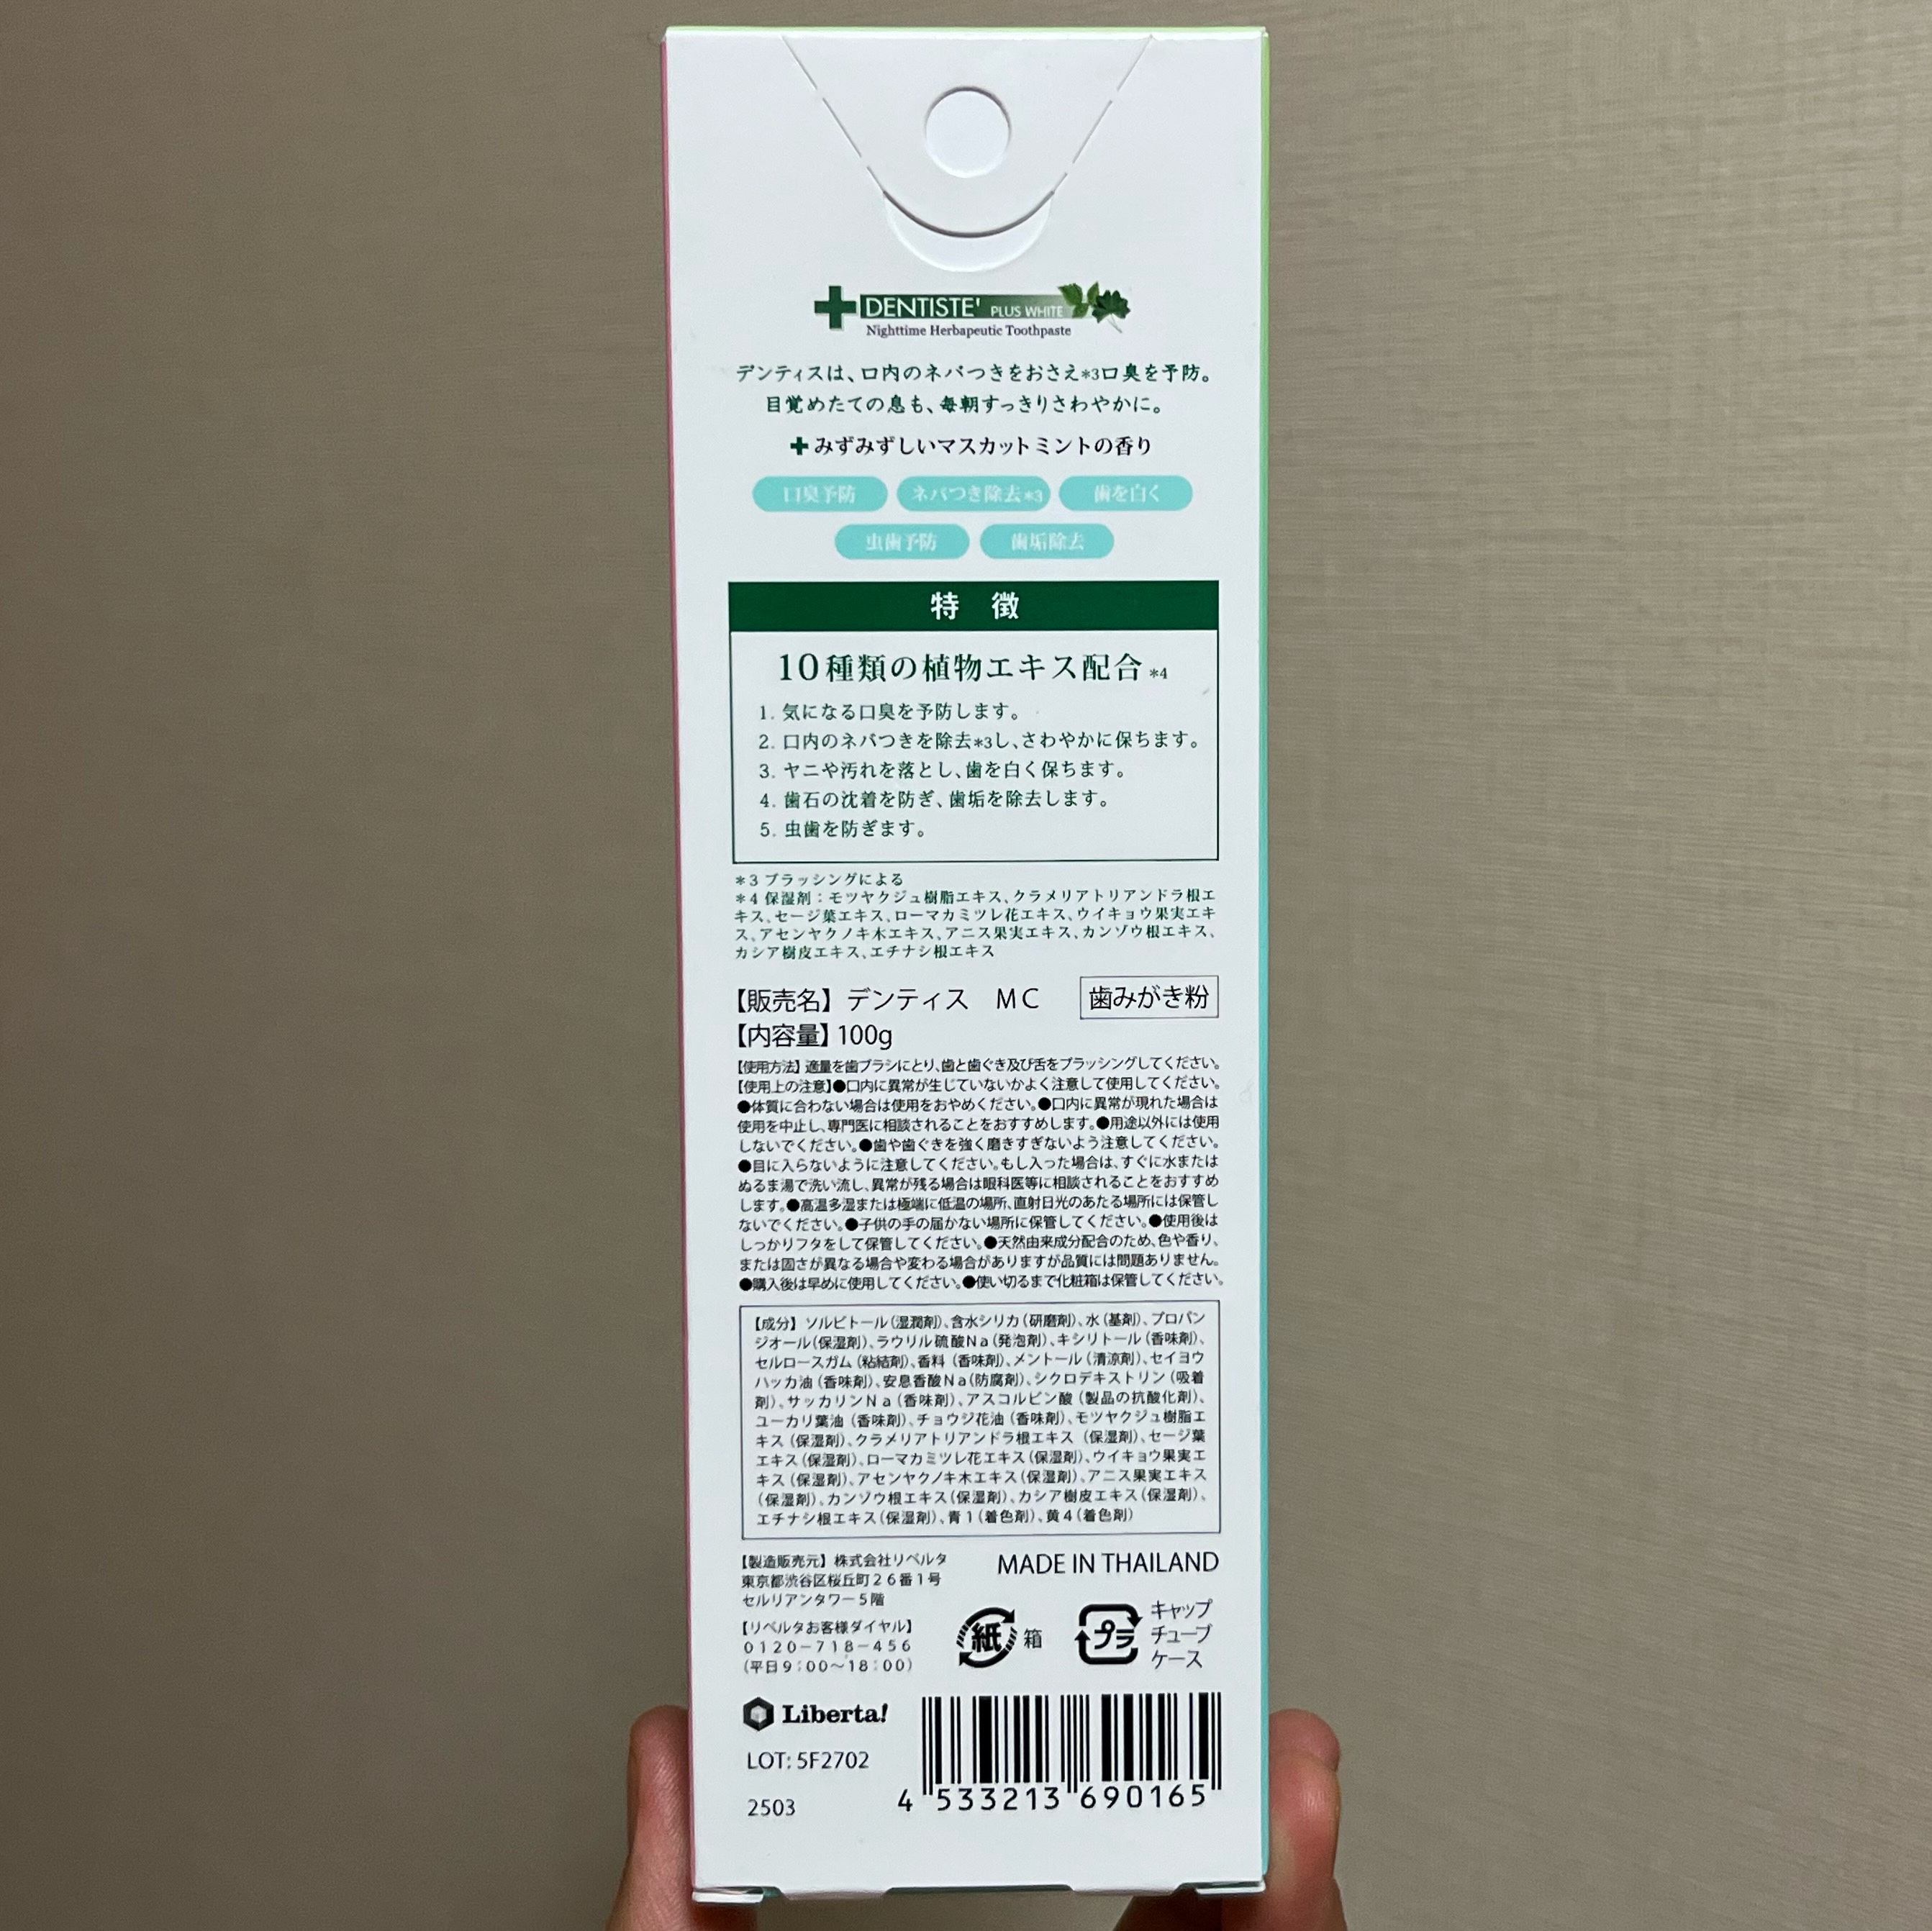 DENTISTE' PLUS WHITE
Nighttime Herbapeutic Toothpaste
デンティスは、口内のネバつきをおさえ*3口臭を予防。
目覚めたての息も、毎朝すっきりさわやかに。
みずみずしいマスカットミントの香り
口臭予防 ネバつき除去*3 歯を白く
虫歯予防 歯垢除去
特 徴
10種類の植物エキス配合*4
1. 気になる口臭を予防します。
2. 口内のネバつきを除去*3し、さわやかに保ちます。
3. ヤニや汚れを落とし、歯を白く保ちます。
4. 歯石の沈着を防ぎ、歯垢を除去します。
5. 虫歯を防ぎます。
*3 ブラッシングによる
*4 保湿剤：モツヤクジュ樹脂エキス、クラメリアトリアンドラ根エ
キス、セージ葉エキス、ローマカミツレ花エキス、ウイキョウ果実エキ
ス、アセンヤクノキ木エキス、アニス果実エキス、カンゾウ根エキス、
カシア樹皮エキス、エチナシ根エキス
【販売名】デンティス MC 歯みがき粉
【内容量】100g
【使用方法】適量を歯ブラシにとり、歯と歯ぐき及び舌をブラッシングしてください。
【使用上の注意】●口内に異常が生じていないかよく注意して使用してください。
●体質に合わない場合は使用をおやめください。●口内に異常が現れた場合は
使用を中止し、専門医に相談されることをおすすめします。●用途以外には使用
しないでください。●歯や歯ぐきを強く磨きすぎないよう注意してください。
●目に入らないように注意してください。もし入った場合は、すぐに水または
ぬるま湯で洗い流し、異常が残る場合は眼科医等に相談されることをおすすめ
します。●高温多湿または極端に低温の場所、直射日光のあたる場所には保管し
ないでください。●子供の手の届かない場所に保管してください。●使用後は
しっかりフタをして保管してください。●天然由来成分配合のため、色や香り、
または固さが異なる場合や変わる場合がありますが品質には問題ありません。
●購入後は早めに使用してください。●使い切るまで化粧箱は保管してください。
【成分】ソルビトール（湿潤剤）、含水シリカ（研磨剤）、水（基剤）、プロパン
ジオール（保湿剤）、ラウリル硫酸Na（発泡剤）、キシリトール（香味剤）、
セルロースガム（粘結剤）、香料（香味剤）、メントール（清涼剤）、セイヨウ
ハッカ油（香味剤）、安息香酸Na（防腐剤）、シクロデキストリン（吸着
剤）、サッカリンNa（香味剤）、アスコルビン酸（製品の抗酸化剤）、
ユーカリ葉油（香味剤）、チョウジ花油（香味剤）、モツヤクジュ樹脂エ
キス（保湿剤）、クラメリアトリアンドラ根エキス（保湿剤）、セージ葉
エキス（保湿剤）、ローマカミツレ花エキス（保湿剤）、ウイキョウ果実エ
キス（保湿剤）、アセンヤクノキ木エキス（保湿剤）、アニス果実エキス
（保湿剤）、カンゾウ根エキス（保湿剤）、カシア樹皮エキス（保湿剤）、
エチナシ根エキス（保湿剤）、青1（着色剤）、黄4（着色剤）
【製造販売元】株式会社リベルタ
東京都渋谷区桜丘町26番1号
セルリアンタワー5階
MADE IN THAILAND
【リベルタお客様ダイヤル】
0120-718-456
（平日9:00〜18:00）
紙 箱
プラ キャップ
チューブ
ケース
Liberta!
LOT: 5F2702
2503
4 533213 690165